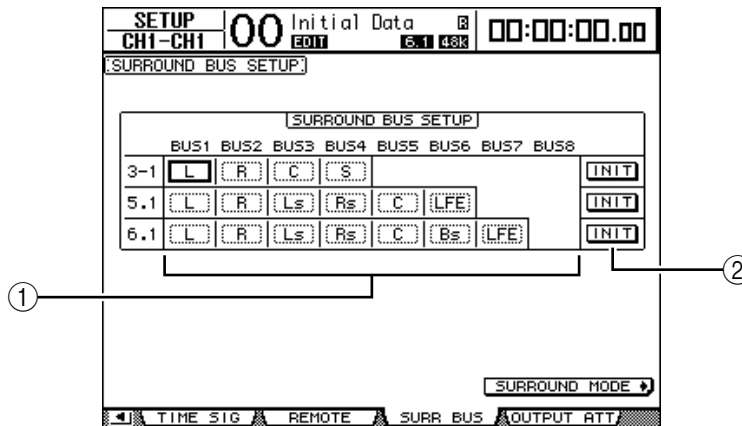 SETUP 00 Initial Data R 00:00:00.00
CH1-CH1 EDIT 6.1 48K
SURROUND BUS SETUP
SURROUND BUS SETUP
BUS1 BUS2 BUS3 BUS4 BUS5 BUS6 BUS7 BUS8
3-1 L R C S INIT
5.1 L R Ls Rs C LFE INIT
6.1 L R Ls Rs C Bs LFE INIT
1 2
SURROUND MODE
TIME SIG REMOTE SURR BUS OUTPUT ATT